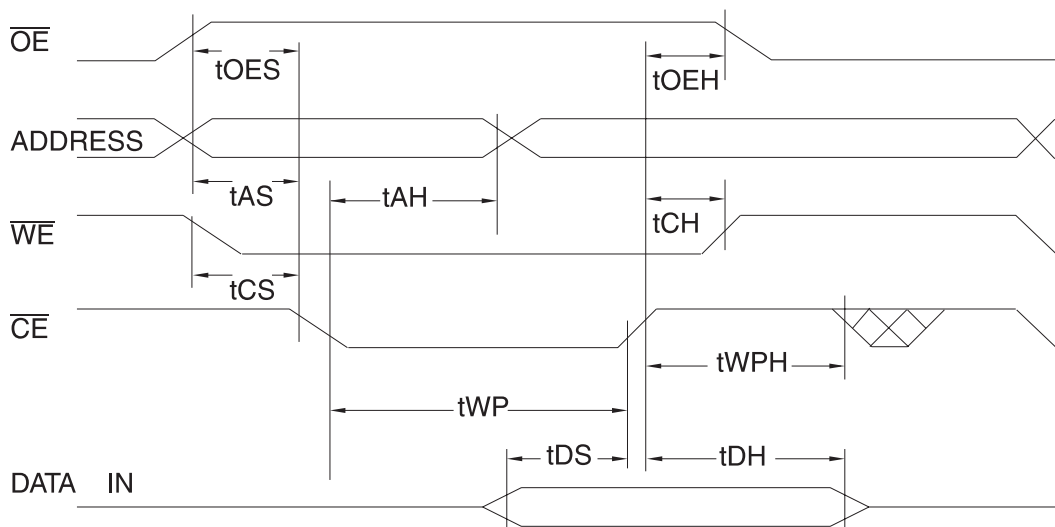 OE
tOES
tOEH
ADDRESS
tAS
tAH
tCH
WE
tCS
CE
tWPH
tWP
tDS
tDH
DATA IN